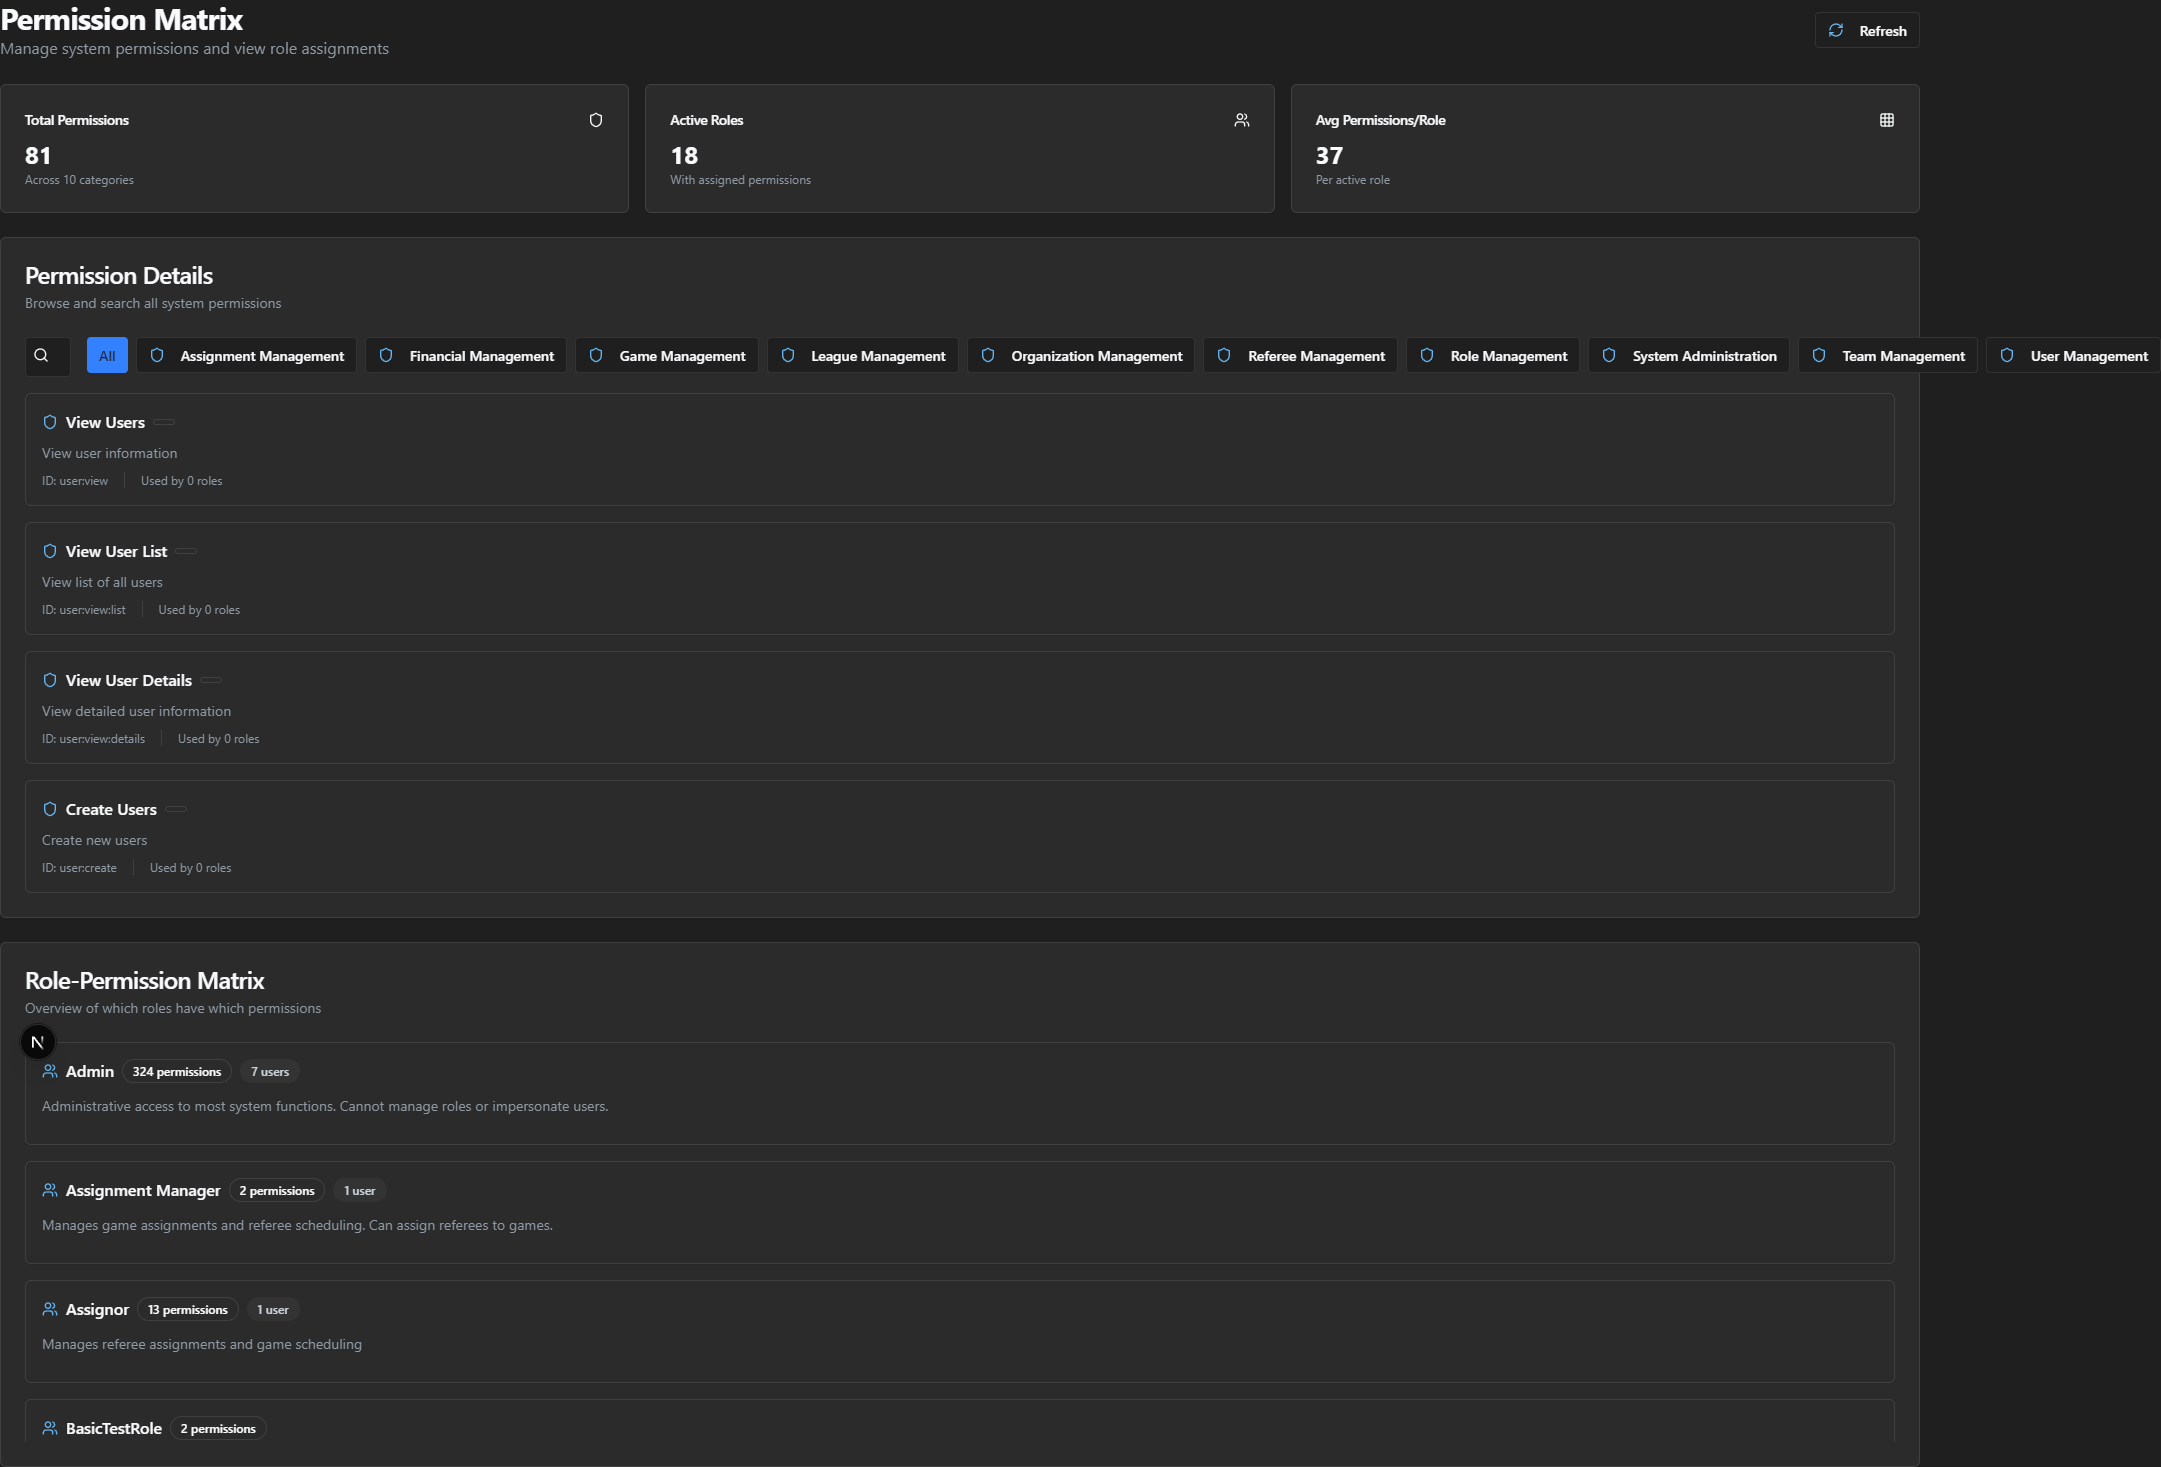 Permission Matrix
Manage system permissions and view role assignments
Refresh
Total Permissions
81
Across 10 categories
Active Roles
18
With assigned permissions
Avg Permissions/Role
37
Per active role
Permission Details
Browse and search all system permissions
All Assignment Management Financial Management Game Management League Management Organization Management Referee Management Role Management System Administration Team Management User Management
View Users
View user information
ID: user:view Used by 0 roles
View User List
View list of all users
ID: user:view:list Used by 0 roles
View User Details
View detailed user information
ID: user:view:details Used by 0 roles
Create Users
Create new users
ID: user:create Used by 0 roles
Role-Permission Matrix
Overview of which roles have which permissions
N
Admin 324 permissions 7 users
Administrative access to most system functions. Cannot manage roles or impersonate users.
Assignment Manager 2 permissions 1 user
Manages game assignments and referee scheduling. Can assign referees to games.
Assignor 13 permissions 1 user
Manages referee assignments and game scheduling
BasicTestRole 2 permissions